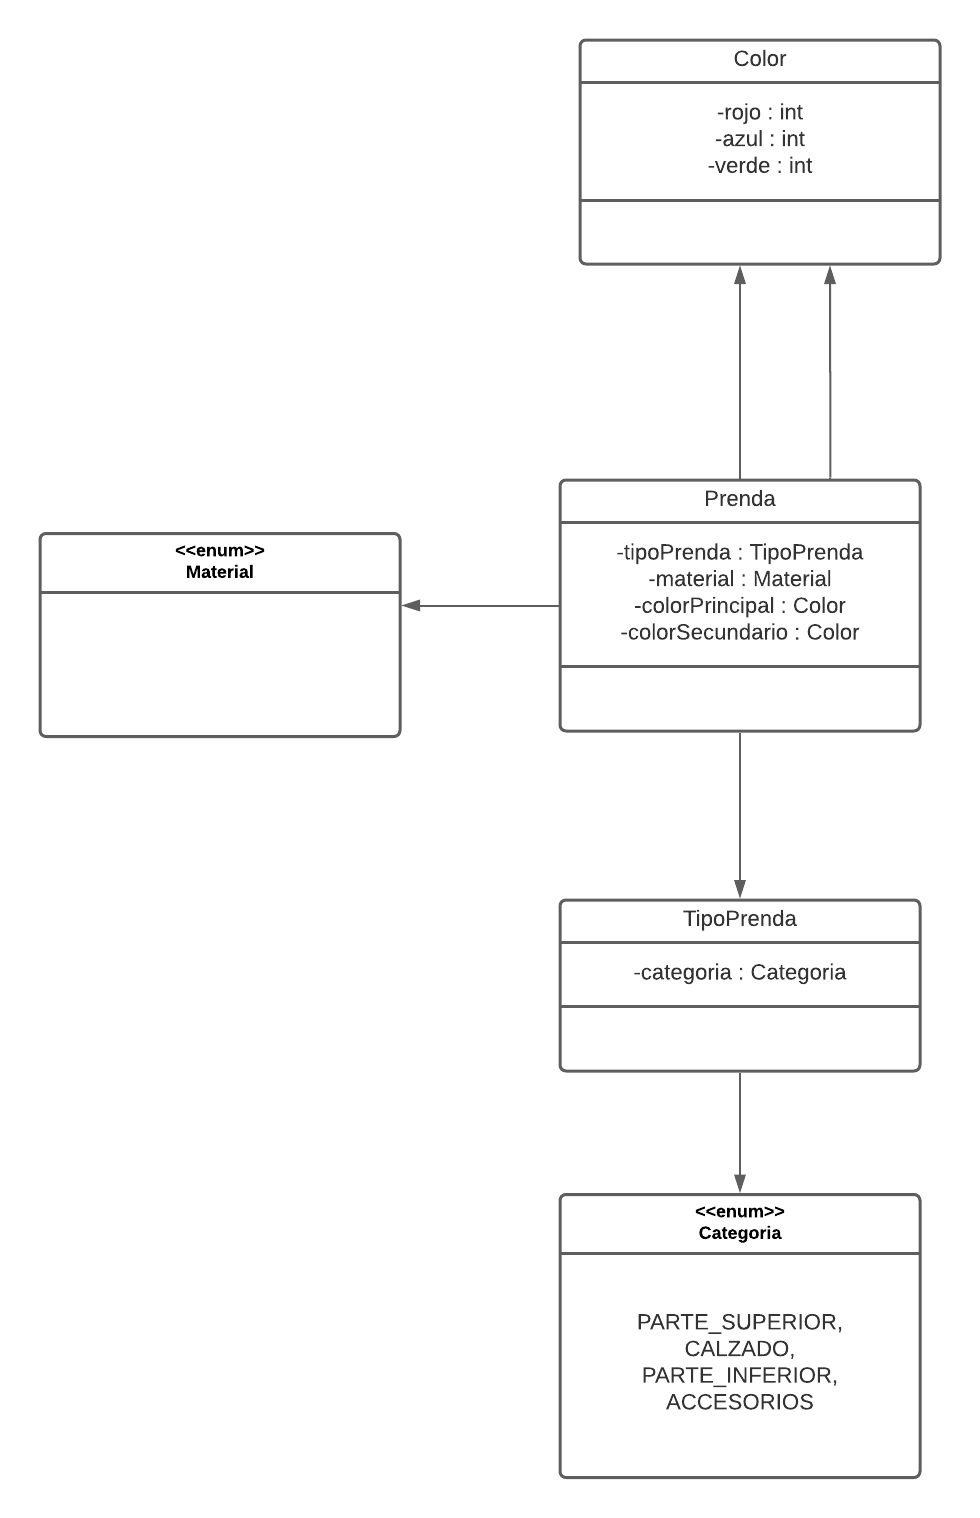 Color
-rojo : int
-azul : int
-verde : int
Prenda
-tipoPrenda : TipoPrenda
-material : Material
-colorPrincipal : Color
-colorSecundario : Color
<<enum>>
Material
TipoPrenda
-categoria : Categoria
<<enum>>
Categoria
PARTE_SUPERIOR,
CALZADO,
PARTE_INFERIOR,
ACCESORIOS